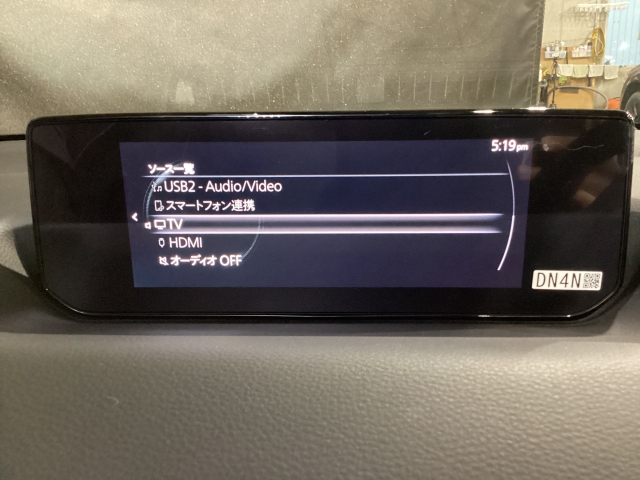 5:19pm
ソース一覧
USB2 - Audio/Video
スマートフォン連携
TV
HDMI
オーディオ OFF
DN4N